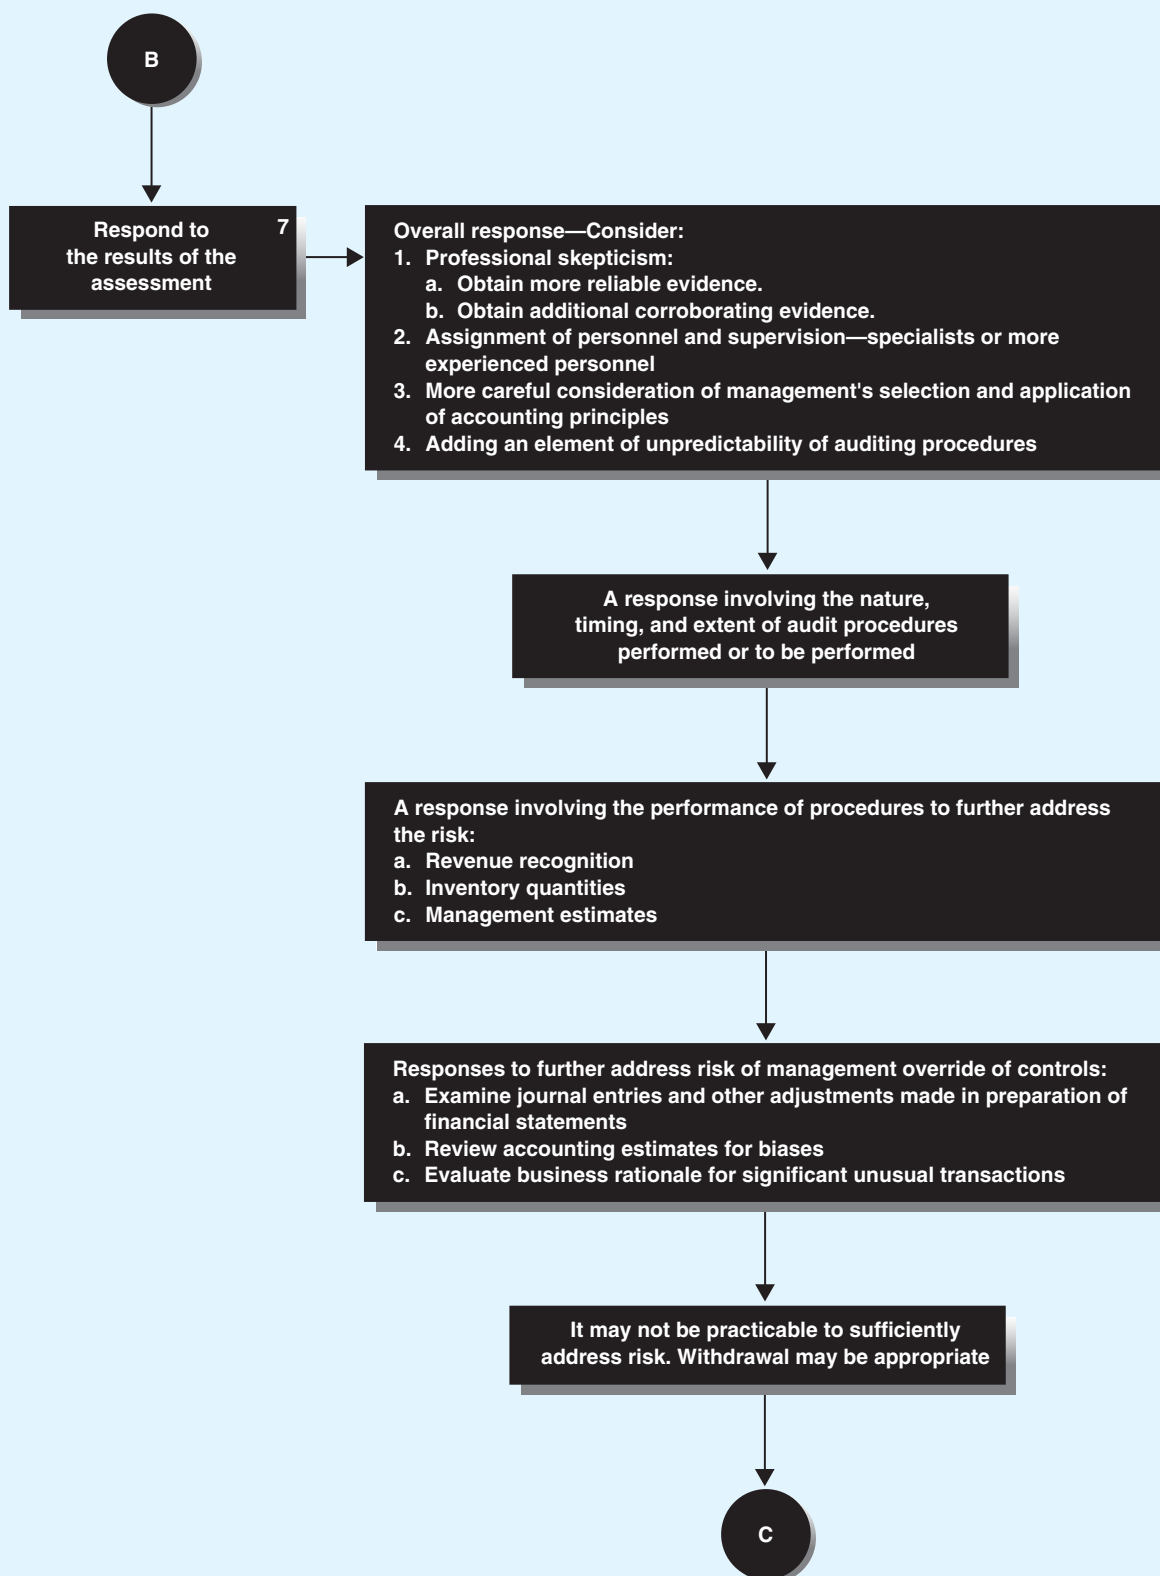 B
Respond to 7
the results of the
assessment
Overall response—Consider:
1. Professional skepticism:
a. Obtain more reliable evidence.
b. Obtain additional corroborating evidence.
2. Assignment of personnel and supervision—specialists or more
experienced personnel
3. More careful consideration of management's selection and application
of accounting principles
4. Adding an element of unpredictability of auditing procedures
A response involving the nature,
timing, and extent of audit procedures
performed or to be performed
A response involving the performance of procedures to further address
the risk:
a. Revenue recognition
b. Inventory quantities
c. Management estimates
Responses to further address risk of management override of controls:
a. Examine journal entries and other adjustments made in preparation of
financial statements
b. Review accounting estimates for biases
c. Evaluate business rationale for significant unusual transactions
It may not be practicable to sufficiently
address risk. Withdrawal may be appropriate
C